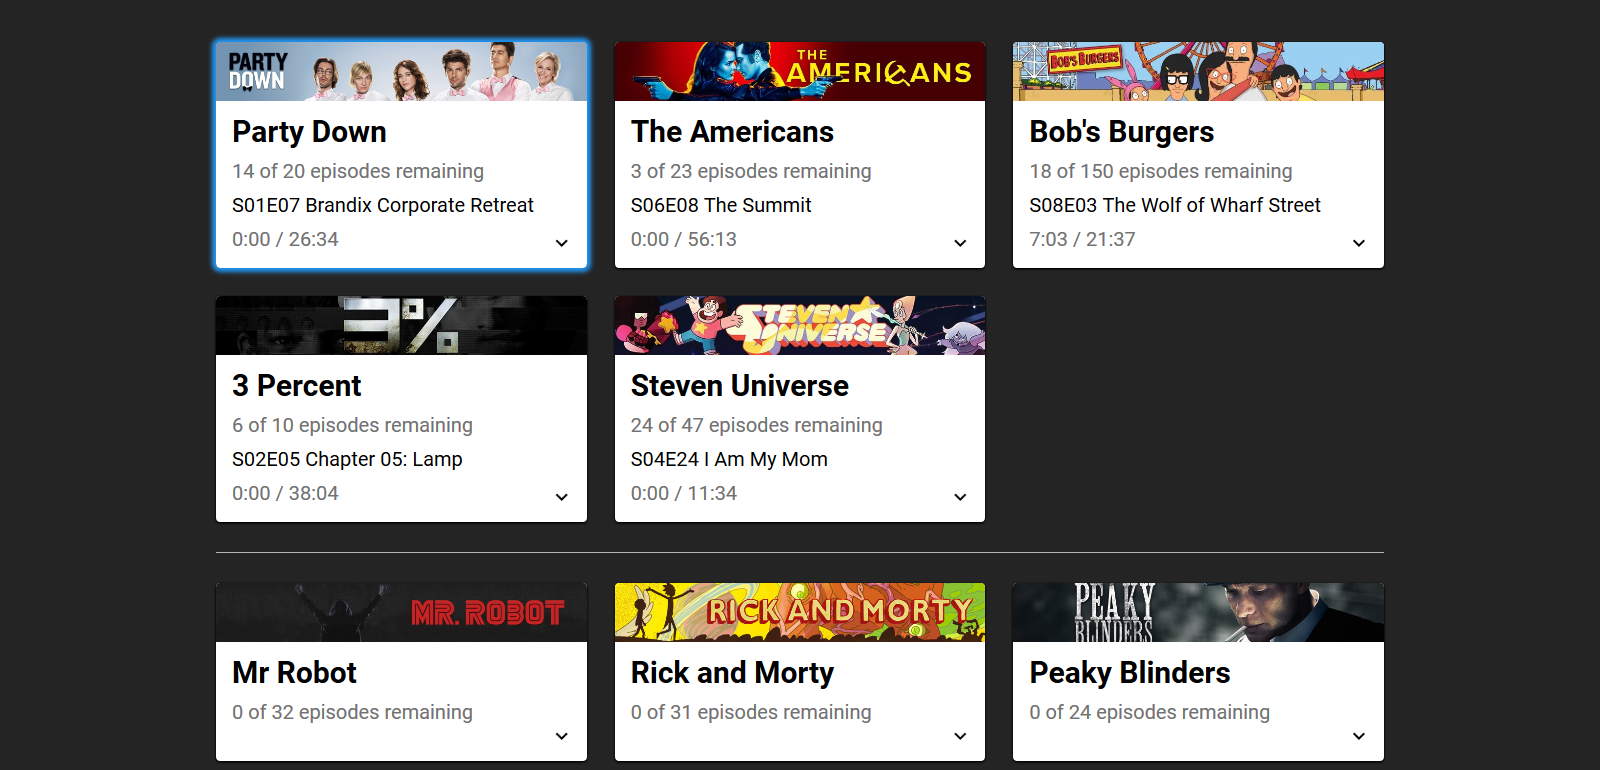 PARTY
DOWN
Party Down
14 of 20 episodes remaining
S01E07 Brandix Corporate Retreat
0:00 / 26:34
THE
AMERICANS
The Americans
3 of 23 episodes remaining
S06E08 The Summit
0:00 / 56:13
BOB'S BURGERS
Bob's Burgers
18 of 150 episodes remaining
S08E03 The Wolf of Wharf Street
7:03 / 21:37
3%
3 Percent
6 of 10 episodes remaining
S02E05 Chapter 05: Lamp
0:00 / 38:04
STEVEN
UNIVERSE
Steven Universe
24 of 47 episodes remaining
S04E24 I Am My Mom
0:00 / 11:34
MR. ROBOT
Mr Robot
0 of 32 episodes remaining
RICK AND MORTY
Rick and Morty
0 of 31 episodes remaining
PEAKY
BLINDERS
Peaky Blinders
0 of 24 episodes remaining